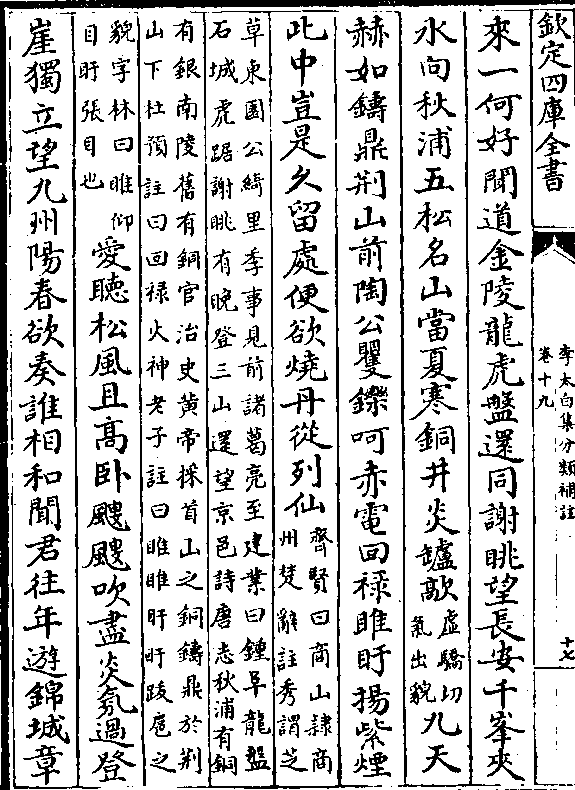 欽定四庫全書
李太白集分類補註
卷十九
十七
來一何好聞道金陵龍虎盤還同謝眺望長安千峯夾
水向秋浦五松名山當夏寒銅井炎罏歊虛驕切氣出貌九天
赫如鑄鼎荆山前陶公矍鑠呵赤電回祿睢盱揚紫煙
此中豈是久留處便欲燒丹從列仙齊賢曰商山隷商州楚辭註秀謂芝
草東園公綺里季事見前諸葛亮至建業曰鍾阜龍盤
石城虎踞謝眺有晚登三山還望京邑詩唐志秋浦有銅
有銀南陵舊有銅官冶史黄帝採首山之銅鑄鼎於荆
山下杜預註曰回禄火神老子註曰睢睢盱盱跋扈之
貌字林曰睢仰目盱張目也愛聽松風且高卧颼颼吹盡炎氛過登
崖獨立望九州陽春欲奏誰相和聞君往年遊錦城章